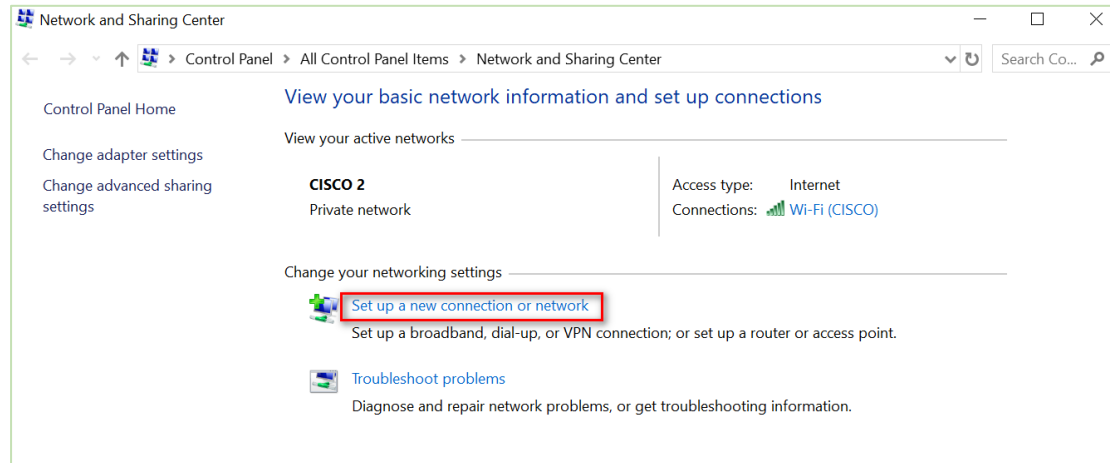 Network and Sharing Center
Control Panel > All Control Panel Items > Network and Sharing Center
Search Co...
Control Panel Home
Change adapter settings
Change advanced sharing
settings
View your basic network information and set up connections
View your active networks
CISCO 2
Private network
Access type: Internet
Connections: Wi-Fi (CISCO)
Change your networking settings
Set up a new connection or network
Set up a broadband, dial-up, or VPN connection; or set up a router or access point.
Troubleshoot problems
Diagnose and repair network problems, or get troubleshooting information.